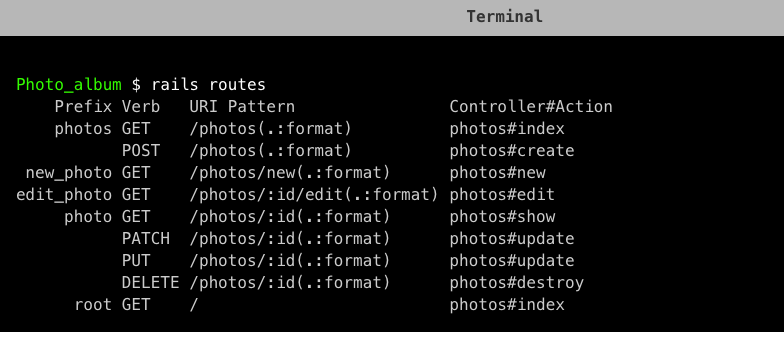 Terminal
Photo_album $ rails routes
Prefix Verb URI Pattern Controller#Action
photos GET /photos(.:format) photos#index
POST /photos(.:format) photos#create
new_photo GET /photos/new(.:format) photos#new
edit_photo GET /photos/:id/edit(.:format) photos#edit
photo GET /photos/:id(.:format) photos#show
PATCH /photos/:id(.:format) photos#update
PUT /photos/:id(.:format) photos#update
DELETE /photos/:id(.:format) photos#destroy
root GET / photos#index